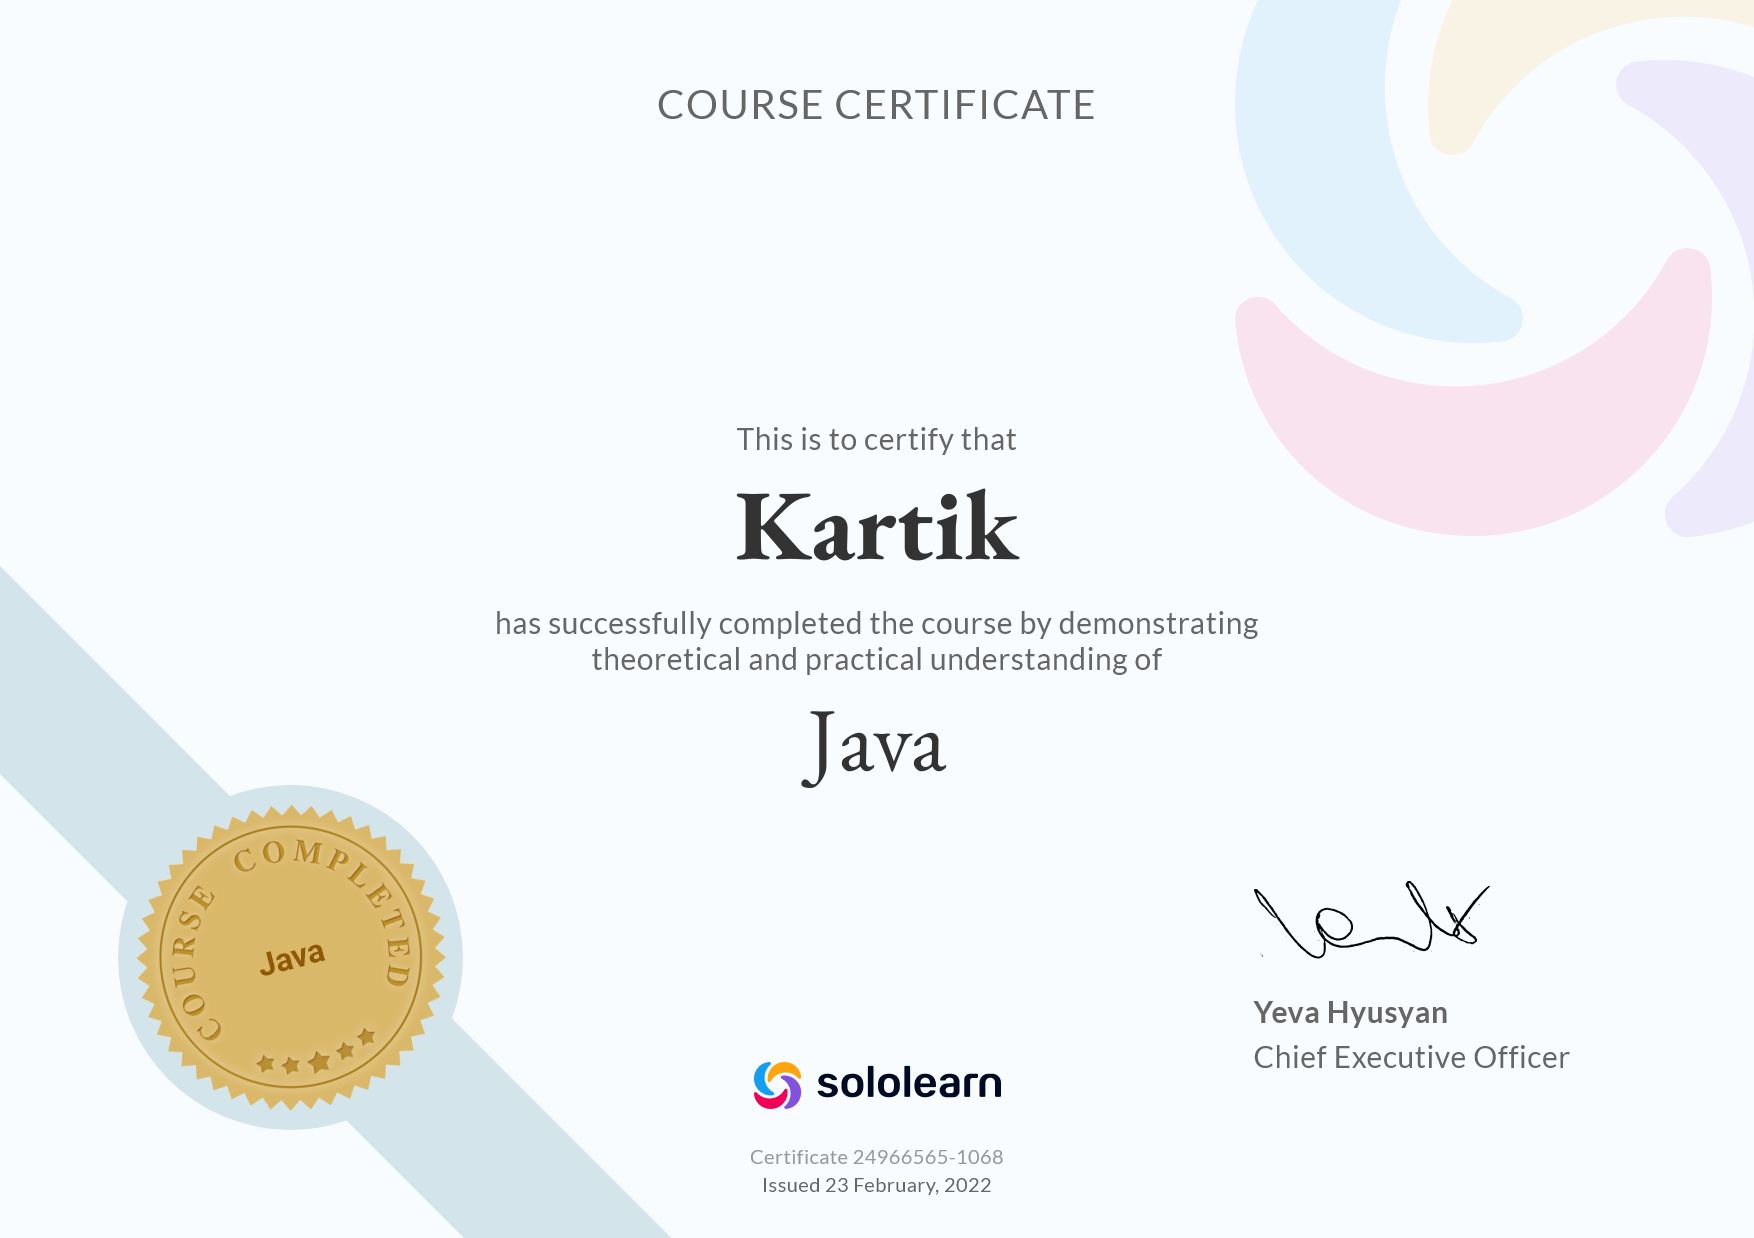 COURSE CERTIFICATE
This is to certify that
Kartik
has successfully completed the course by demonstrating
theoretical and practical understanding of
Java
COURSE COMPLETED
Java
Yeva Hyusyan
Chief Executive Officer
sololearn
Certificate 24966565-1068
Issued 23 February, 2022